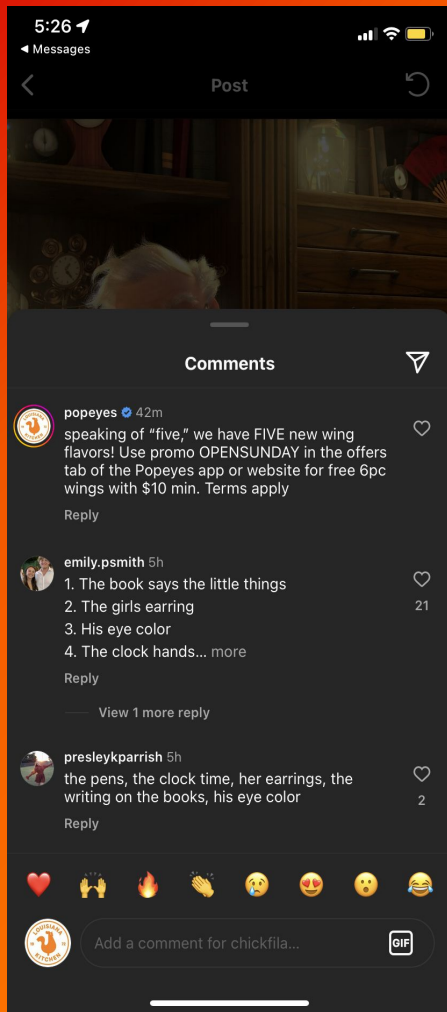 5:26
◀ Messages
Post
Comments
popeyes 42m
speaking of “five,” we have FIVE new wing
flavors! Use promo OPENSUNDAY in the offers
tab of the Popeyes app or website for free 6pc
wings with $10 min. Terms apply
Reply
emily.psmith 5h
1. The book says the little things
2. The girls earring
3. His eye color
4. The clock hands... more
21
Reply
View 1 more reply
presleykparrish 5h
the pens, the clock time, her earrings, the
writing on the books, his eye color
2
Reply
LOUISIANA
KITCHEN
Add a comment for chickfila...
GIF